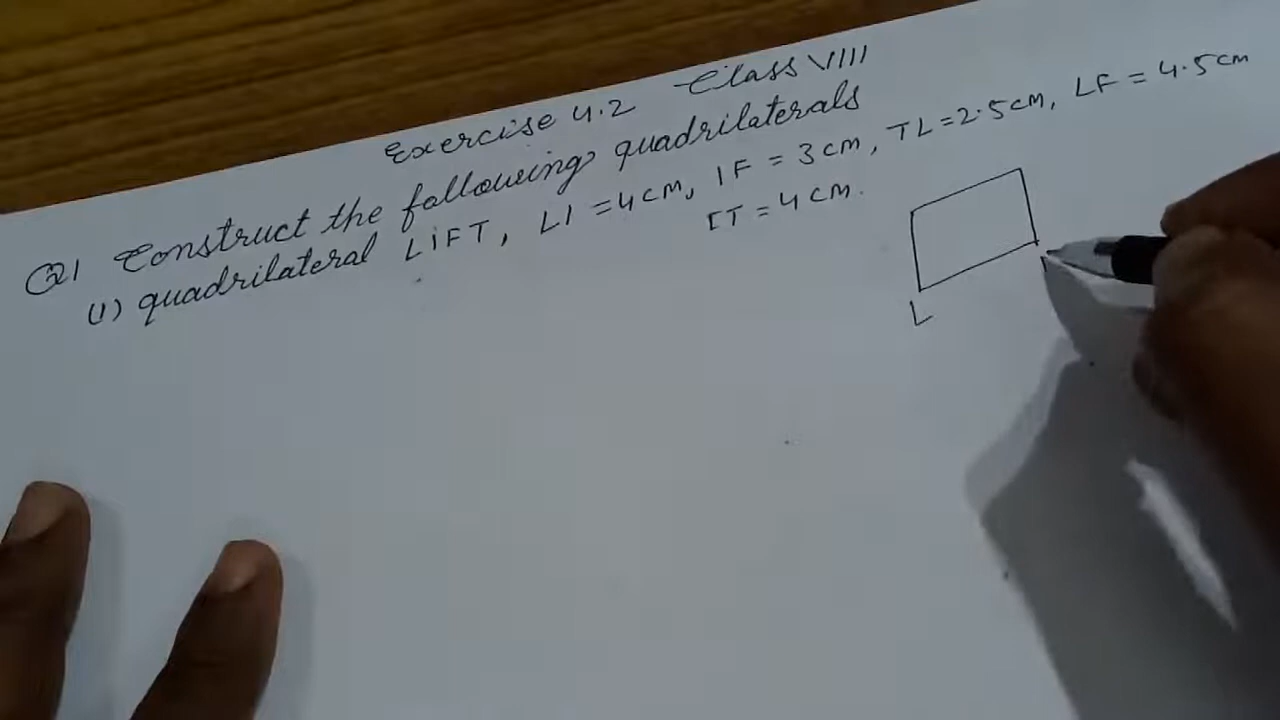 Exercise 4.2 Class VIII
Q1 Construct the following quadrilaterals
(1) quadrilateral LIFT, LI = 4 cm, IF = 3 cm, TL = 2.5 cm, LF = 4.5 cm
IT = 4 cm.
L